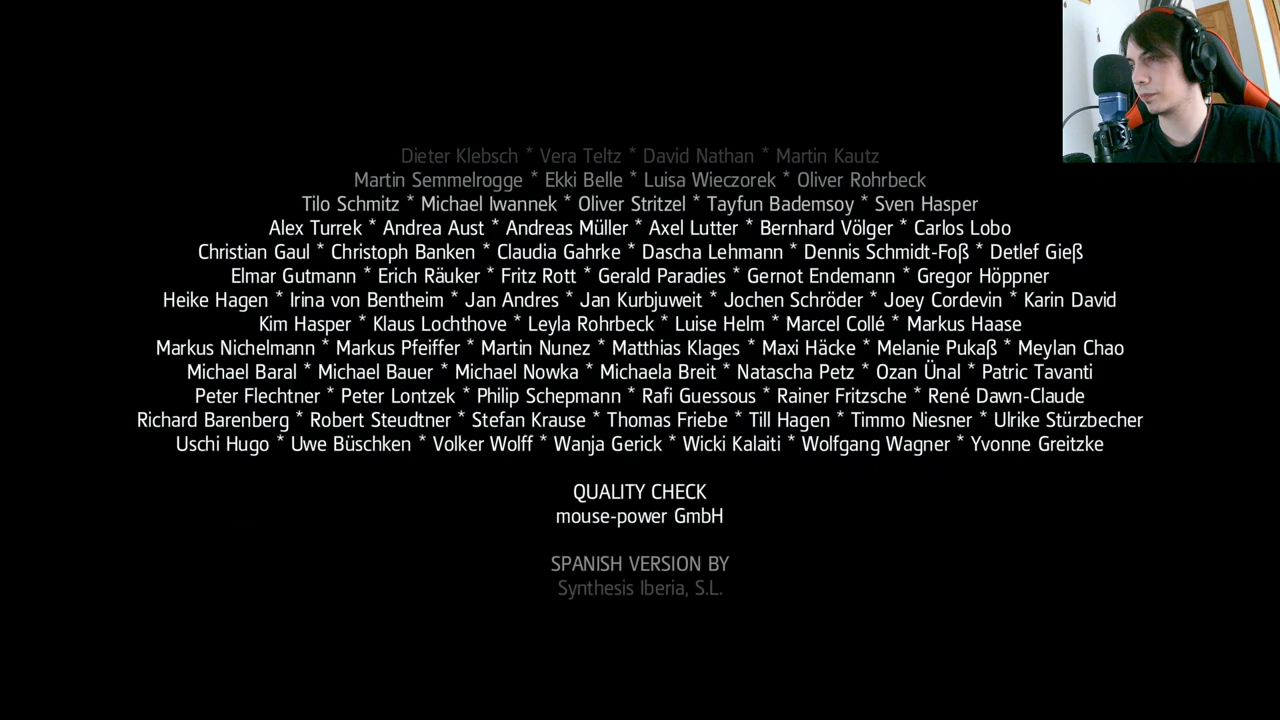 Dieter Klebsch * Vera Teltz * David Nathan * Martin Kautz
Martin Semmelrogge * Ekki Belle * Luisa Wieczorek * Oliver Rohrbeck
Tilo Schmitz * Michael Iwannek * Oliver Stritzel * Tayfun Bademsoy * Sven Hasper
Alex Turrek * Andrea Aust * Andreas Müller * Axel Lutter * Bernhard Völger * Carlos Lobo
Christian Gaul * Christoph Banken * Claudia Gahrke * Dascha Lehmann * Dennis Schmidt-Foß * Detlef Gieß
Elmar Gutmann * Erich Räuker * Fritz Rott * Gerald Paradies * Gernot Endemann * Gregor Höppner
Heike Hagen * Irina von Bentheim * Jan Andres * Jan Kurbjuweit * Jochen Schröder * Joey Cordevin * Karin David
Kim Hasper * Klaus Lochthove * Leyla Rohrbeck * Luise Helm * Marcel Collé * Markus Haase
Markus Nichelmann * Markus Pfeiffer * Martin Nunez * Matthias Klages * Maxi Häcke * Melanie Pukaß * Meylan Chao
Michael Baral * Michael Bauer * Michael Nowka * Michaela Breit * Natascha Petz * Ozan Ünal * Patric Tavanti
Peter Flechtner * Peter Lontzek * Philip Schepmann * Rafi Guessous * Rainer Fritzsche * René Dawn-Claude
Richard Barenberg * Robert Steudtner * Stefan Krause * Thomas Friebe * Till Hagen * Timmo Niesner * Ulrike Stürzbecher
Uschi Hugo * Uwe Büschken * Volker Wolff * Wanja Gerick * Wicki Kalaiti * Wolfgang Wagner * Yvonne Greitzke
QUALITY CHECK
mouse-power GmbH
SPANISH VERSION BY
Synthesis Iberia, S.L.